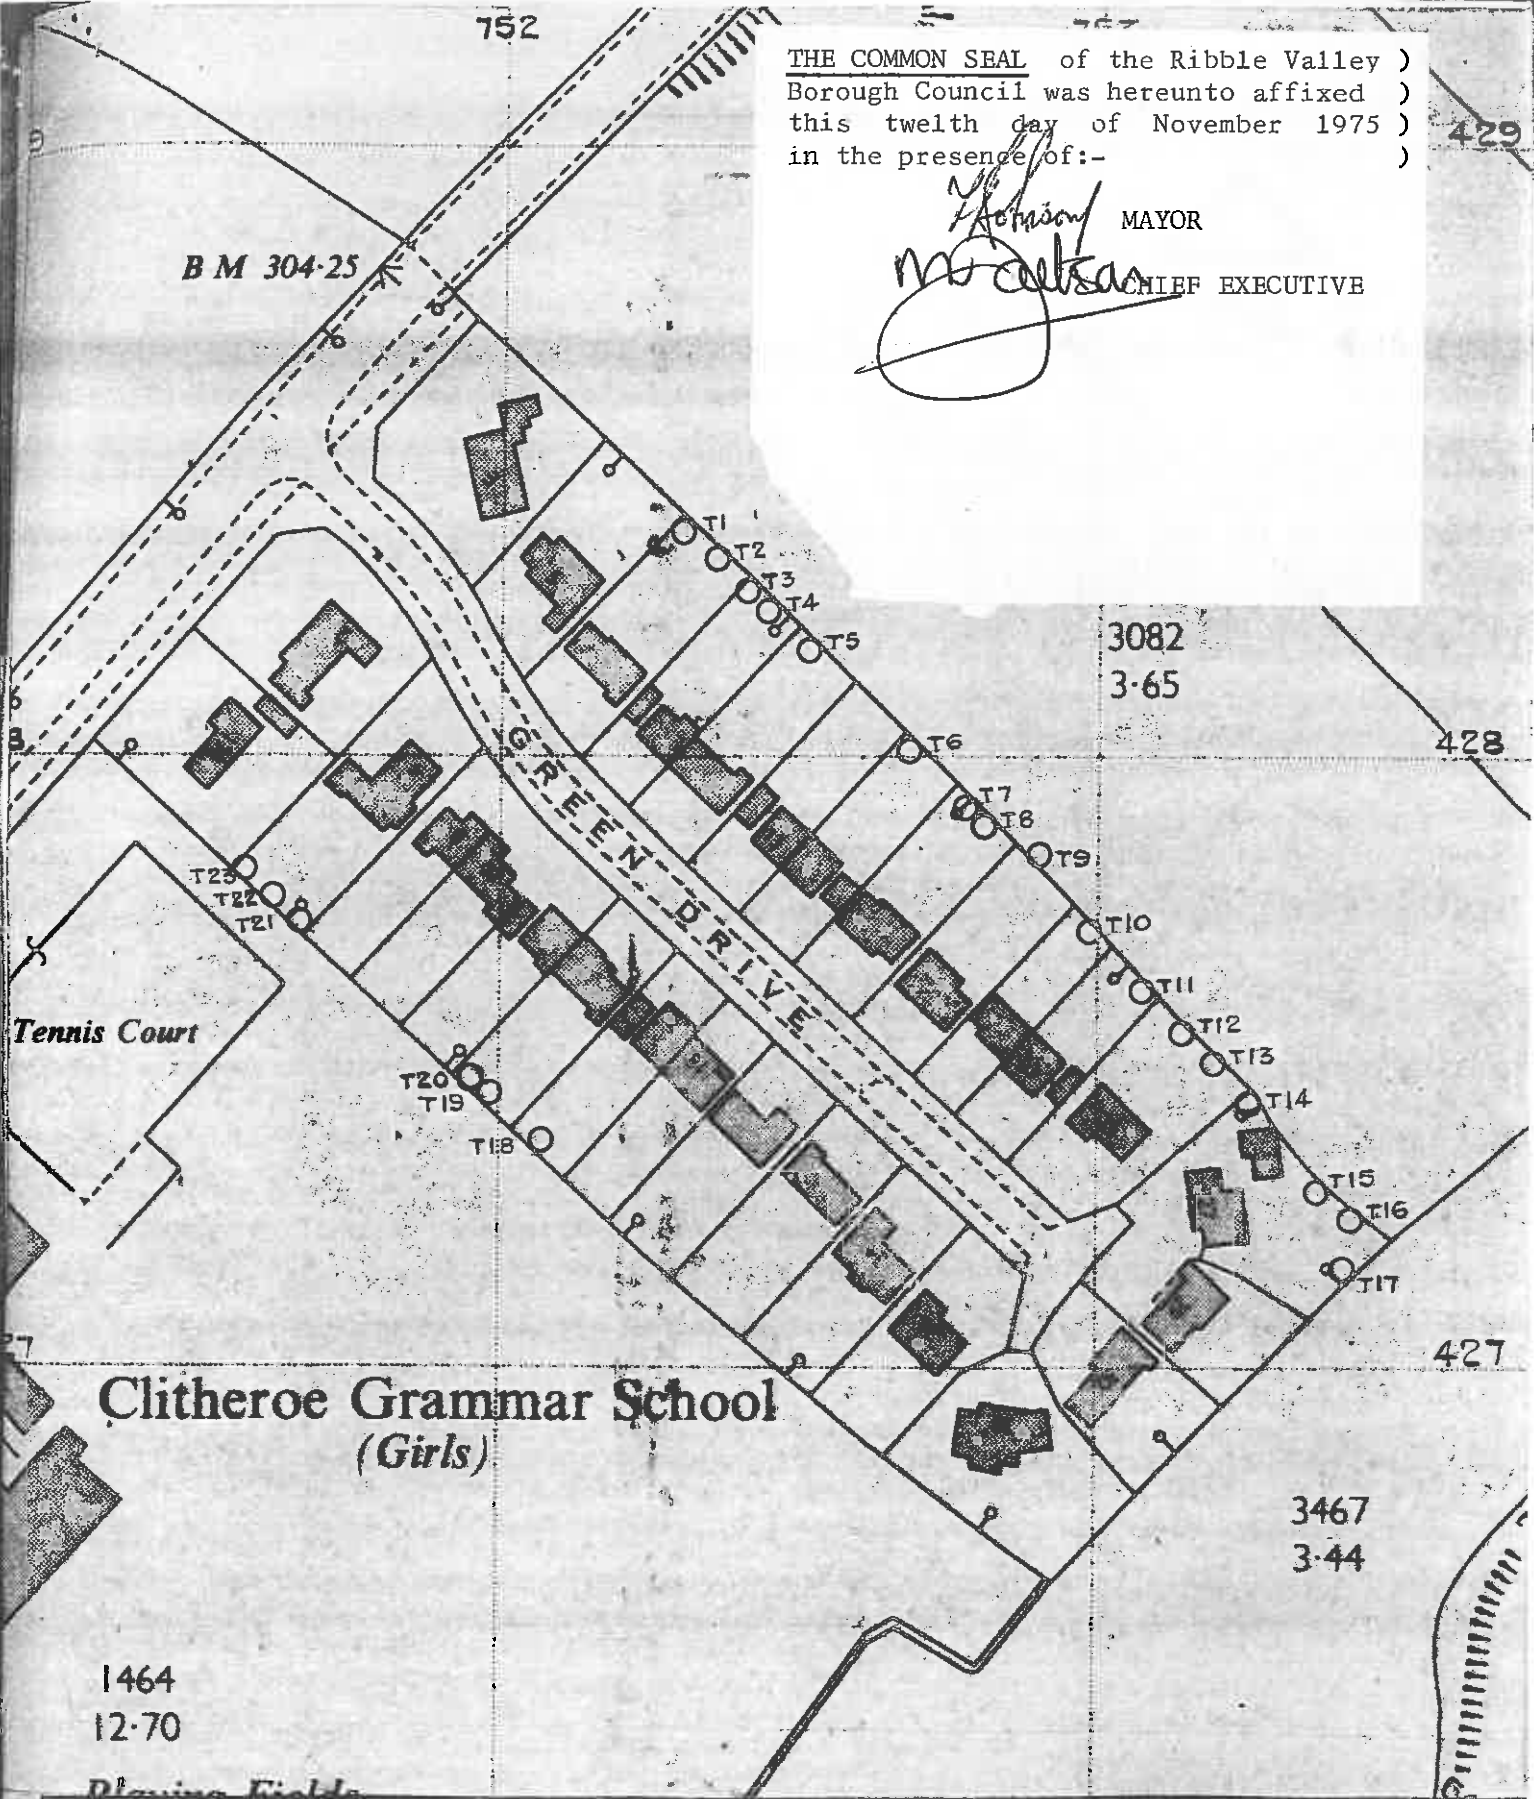 752
THE COMMON SEAL of the Ribble Valley )
Borough Council was hereunto affixed )
this twelth day of November 1975 )
in the presence of:- )
MAYOR
CHIEF EXECUTIVE
429
B M 304·25
T1
T2
T3
T4
T5
3082
3·65
T6
428
T7
T8
T9
GREEN DRIVE
T23
T22
T21
T10
T11
T12
T13
T14
Tennis Court
T20
T19
T18
T15
T16
T17
427
Clitheroe Grammar School
(Girls)
3467
3·44
1464
12·70
Playing Fields